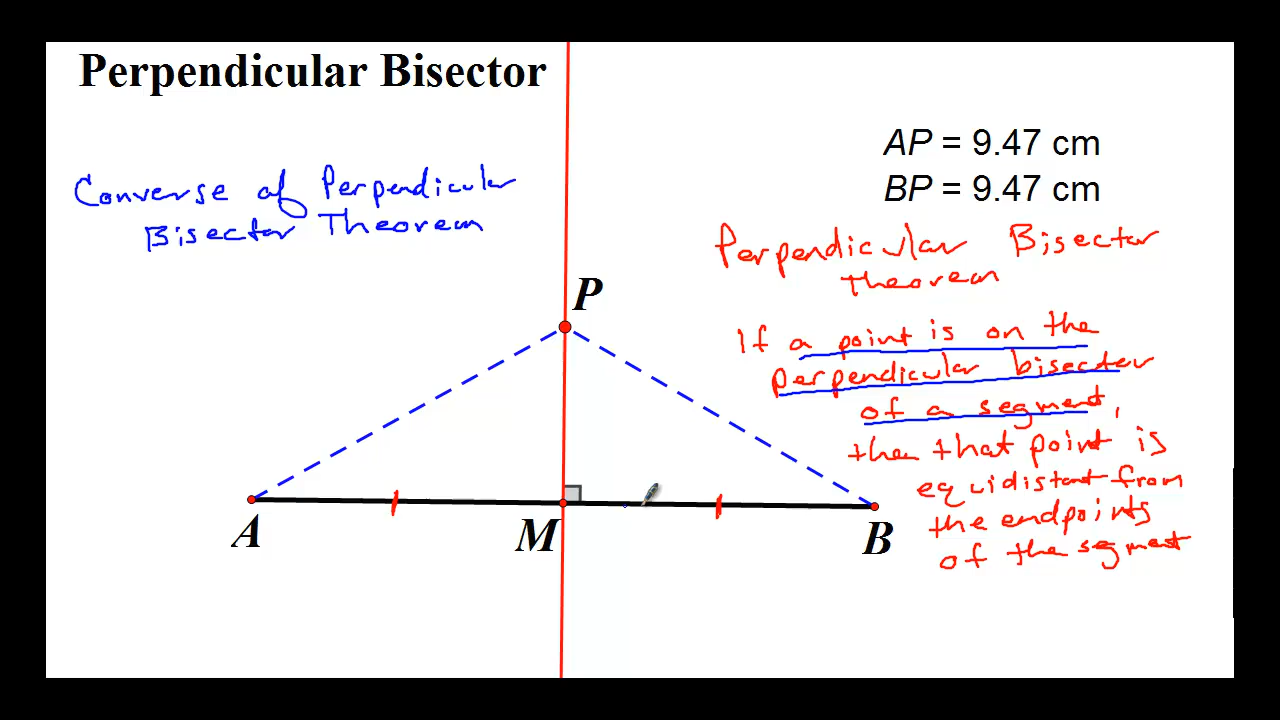 Perpendicular Bisector
Converse of Perpendicular
Bisector Theorem
AP = 9.47 cm
BP = 9.47 cm
Perpendicular Bisector
theorem
If a point is on the
perpendicular bisector
of a segment,
then that point is
equidistant from
the endpoints
of the segment
P
A
M
B